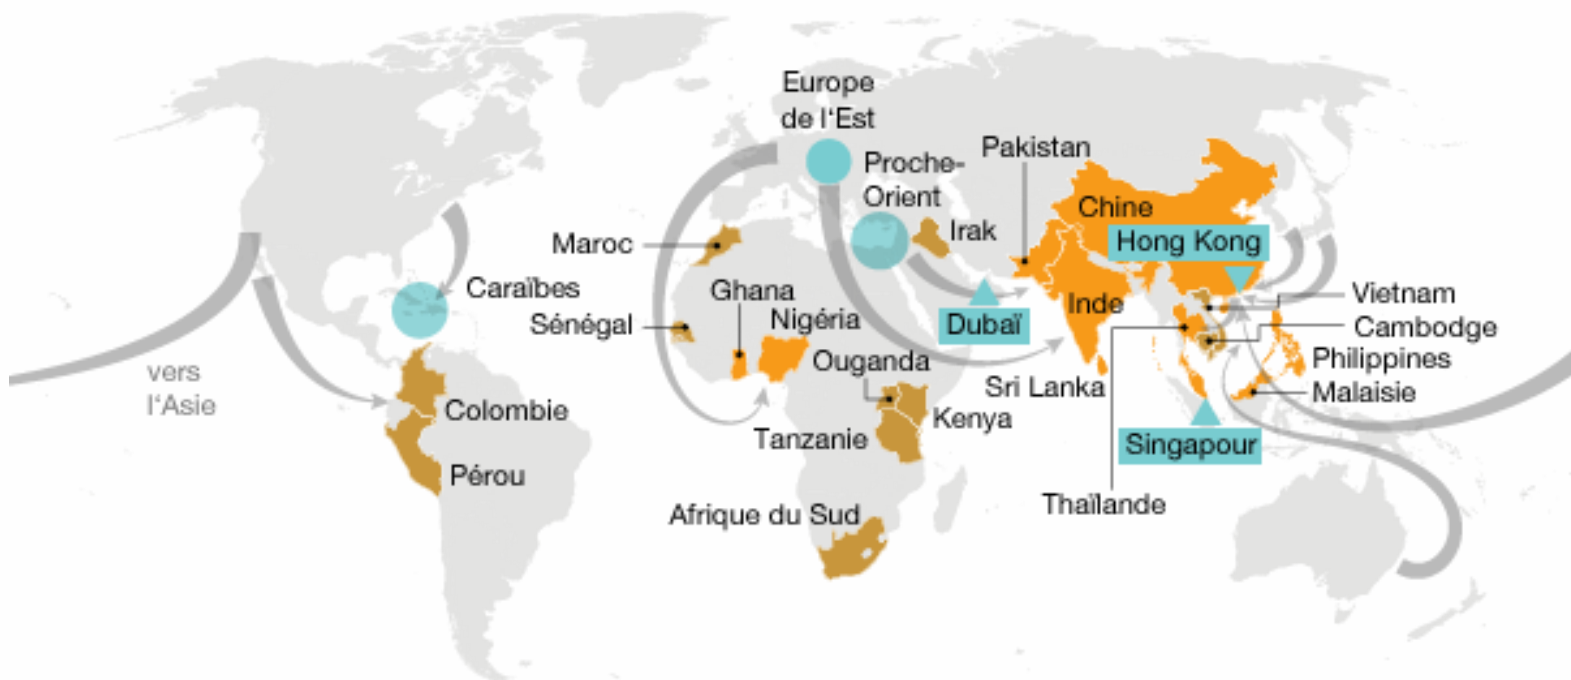 Europe
de l‘Est
Proche-
Orient
Pakistan
Chine
Irak
Hong Kong
Maroc
Caraïbes
Ghana
Inde
Vietnam
Sénégal
Nigéria
Dubaï
Cambodge
Ouganda
Philippines
vers
l‘Asie
Sri Lanka
Malaisie
Colombie
Kenya
Tanzanie
Singapour
Pérou
Thaïlande
Afrique du Sud